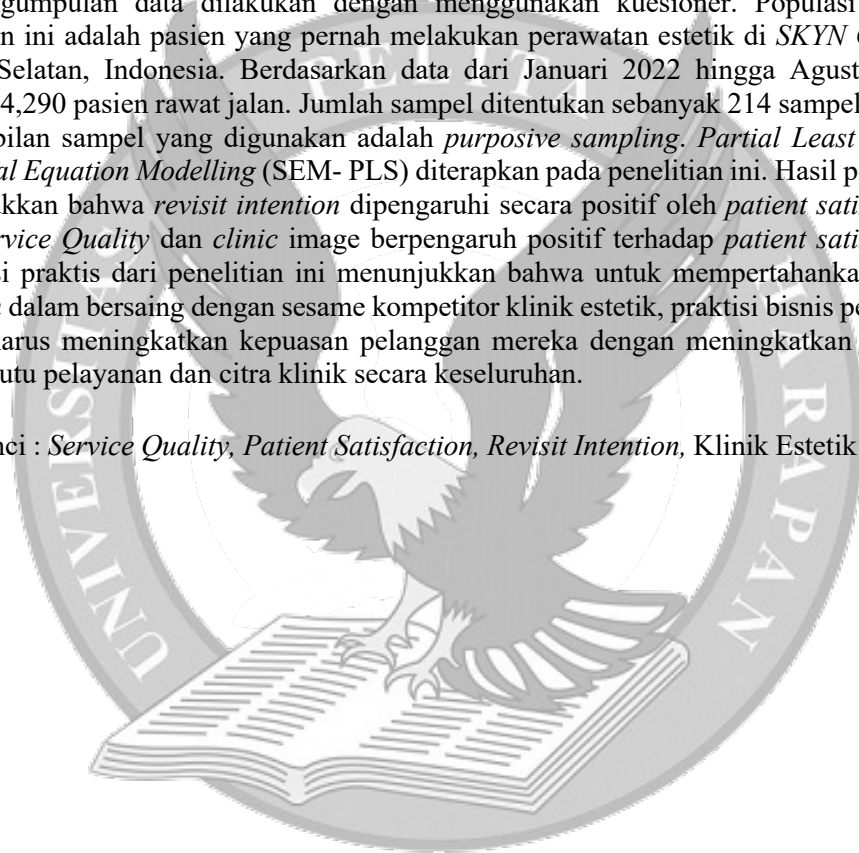 gumpulan data dilakukan dengan menggunakan kuesioner. Populasi
n ini adalah pasien yang pernah melakukan perawatan estetik di SKYN
Selatan, Indonesia. Berdasarkan data dari Januari 2022 hingga Agust
4,290 pasien rawat jalan. Jumlah sampel ditentukan sebanyak 214 sampel
bilan sampel yang digunakan adalah purposive sampling. Partial Least
al Equation Modelling (SEM- PLS) diterapkan pada penelitian ini. Hasil p
kkan bahwa revisit intention dipengaruhi secara positif oleh patient sati
rvice Quality dan clinic image berpengaruh positif terhadap patient sati
si praktis dari penelitian ini menunjukkan bahwa untuk mempertahanka
dalam bersaing dengan sesama kompetitor klinik estetik, praktisi bisnis pe
arus meningkatkan kepuasan pelanggan mereka dengan meningkatkan
utu pelayanan dan citra klinik secara keseluruhan.
nci : Service Quality, Patient Satisfaction, Revisit Intention, Klinik Estetik
UNIVERSITAS PELITA HARAPAN